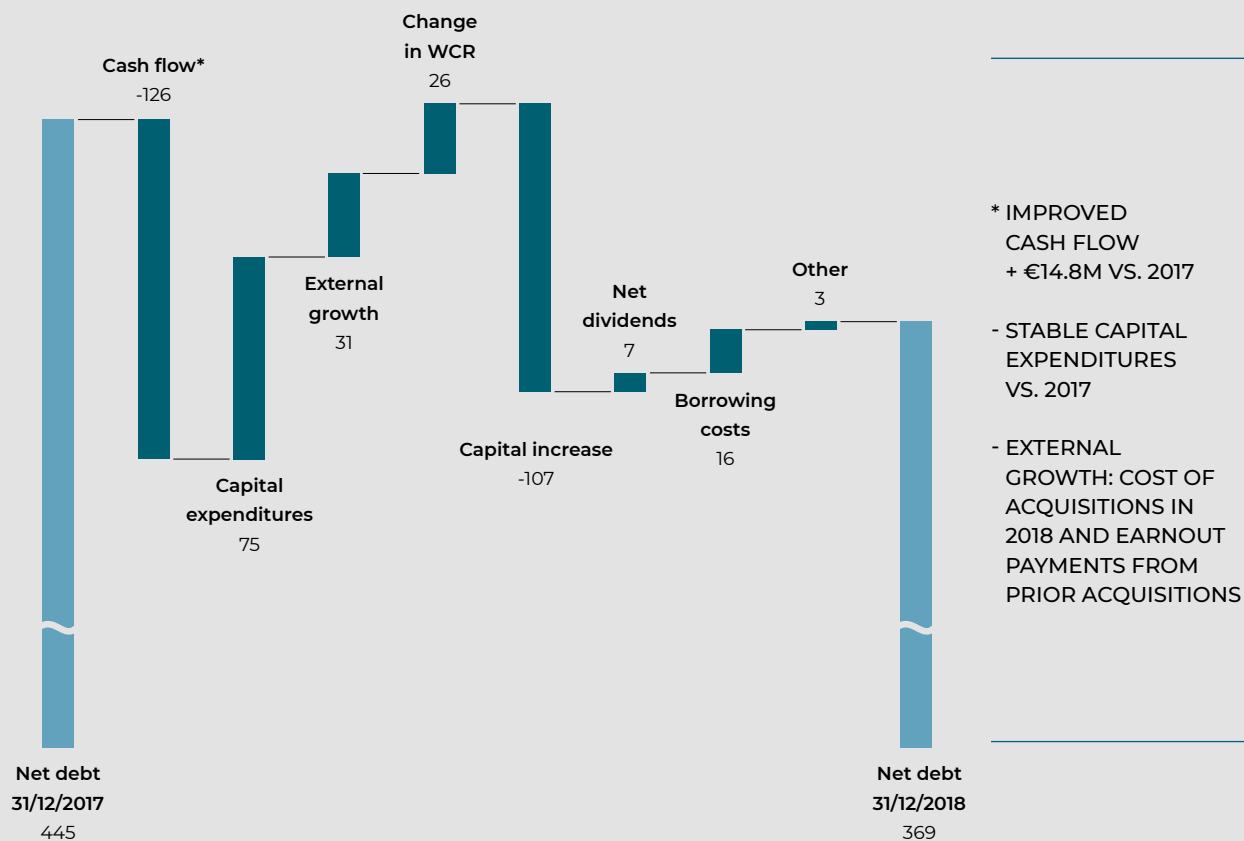 Change
in WCR
26
Cash flow*
-126
External
growth
31
Capital
expenditures
75
Net
dividends
7
Other
3
Capital increase
-107
Borrowing
costs
16
Net debt
31/12/2017
445
Net debt
31/12/2018
369
* IMPROVED
CASH FLOW
+ €14.8M VS. 2017
- STABLE CAPITAL
EXPENDITURES
VS. 2017
- EXTERNAL
GROWTH: COST OF
ACQUISITIONS IN
2018 AND EARNOUT
PAYMENTS FROM
PRIOR ACQUISITIONS